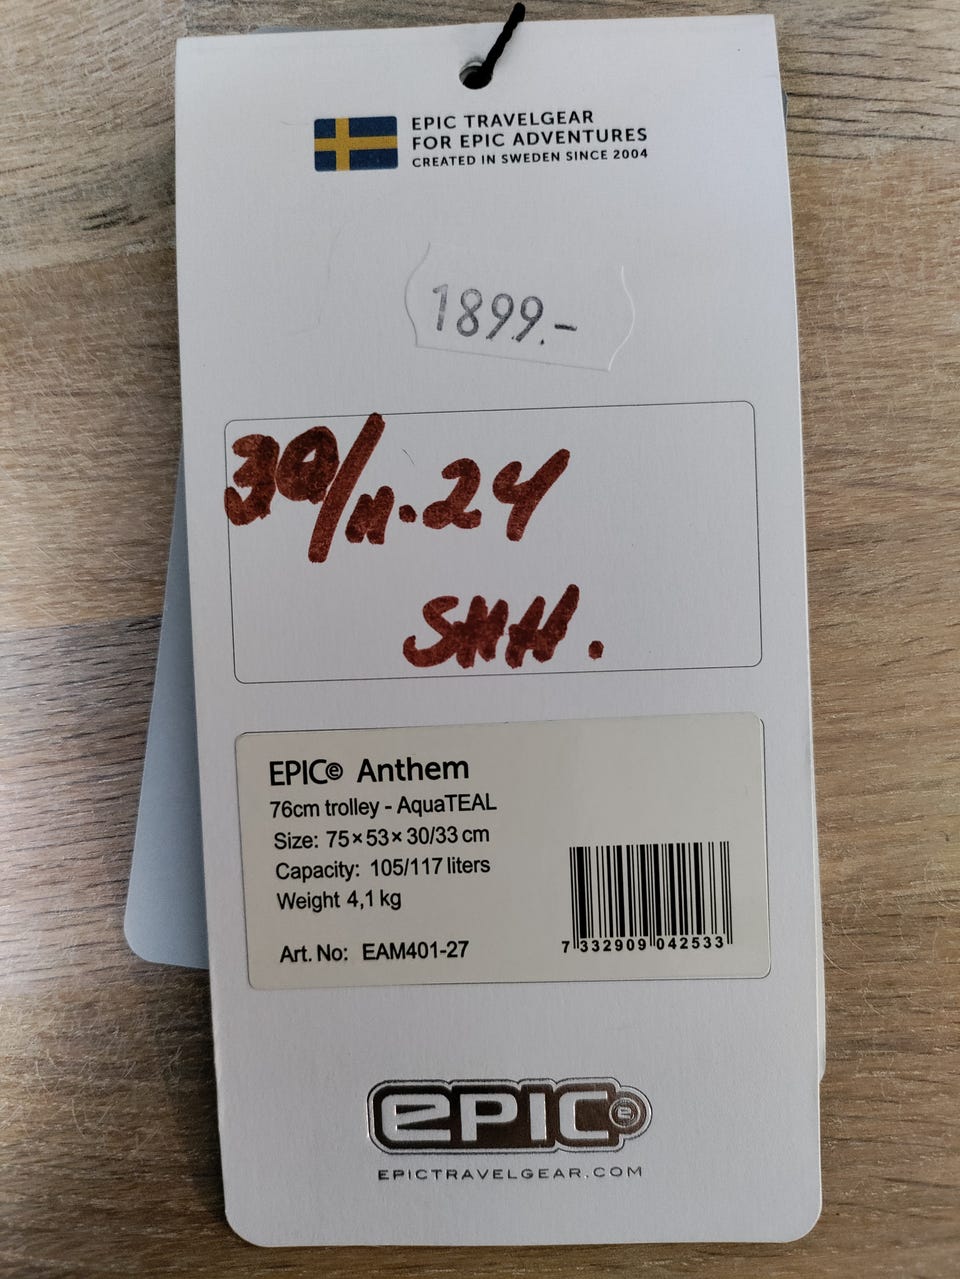 EPIC TRAVELGEAR
FOR EPIC ADVENTURES
CREATED IN SWEDEN SINCE 2004
1899.-
30/11.24
SHH.
EPIC Anthem
76cm trolley - AquaTEAL
Size: 75×53×30/33 cm
Capacity: 105/117 liters
Weight 4,1 kg
Art. No: EAM401-27
7 332909 042533
EPIC
EPICTRAVELGEAR.COM